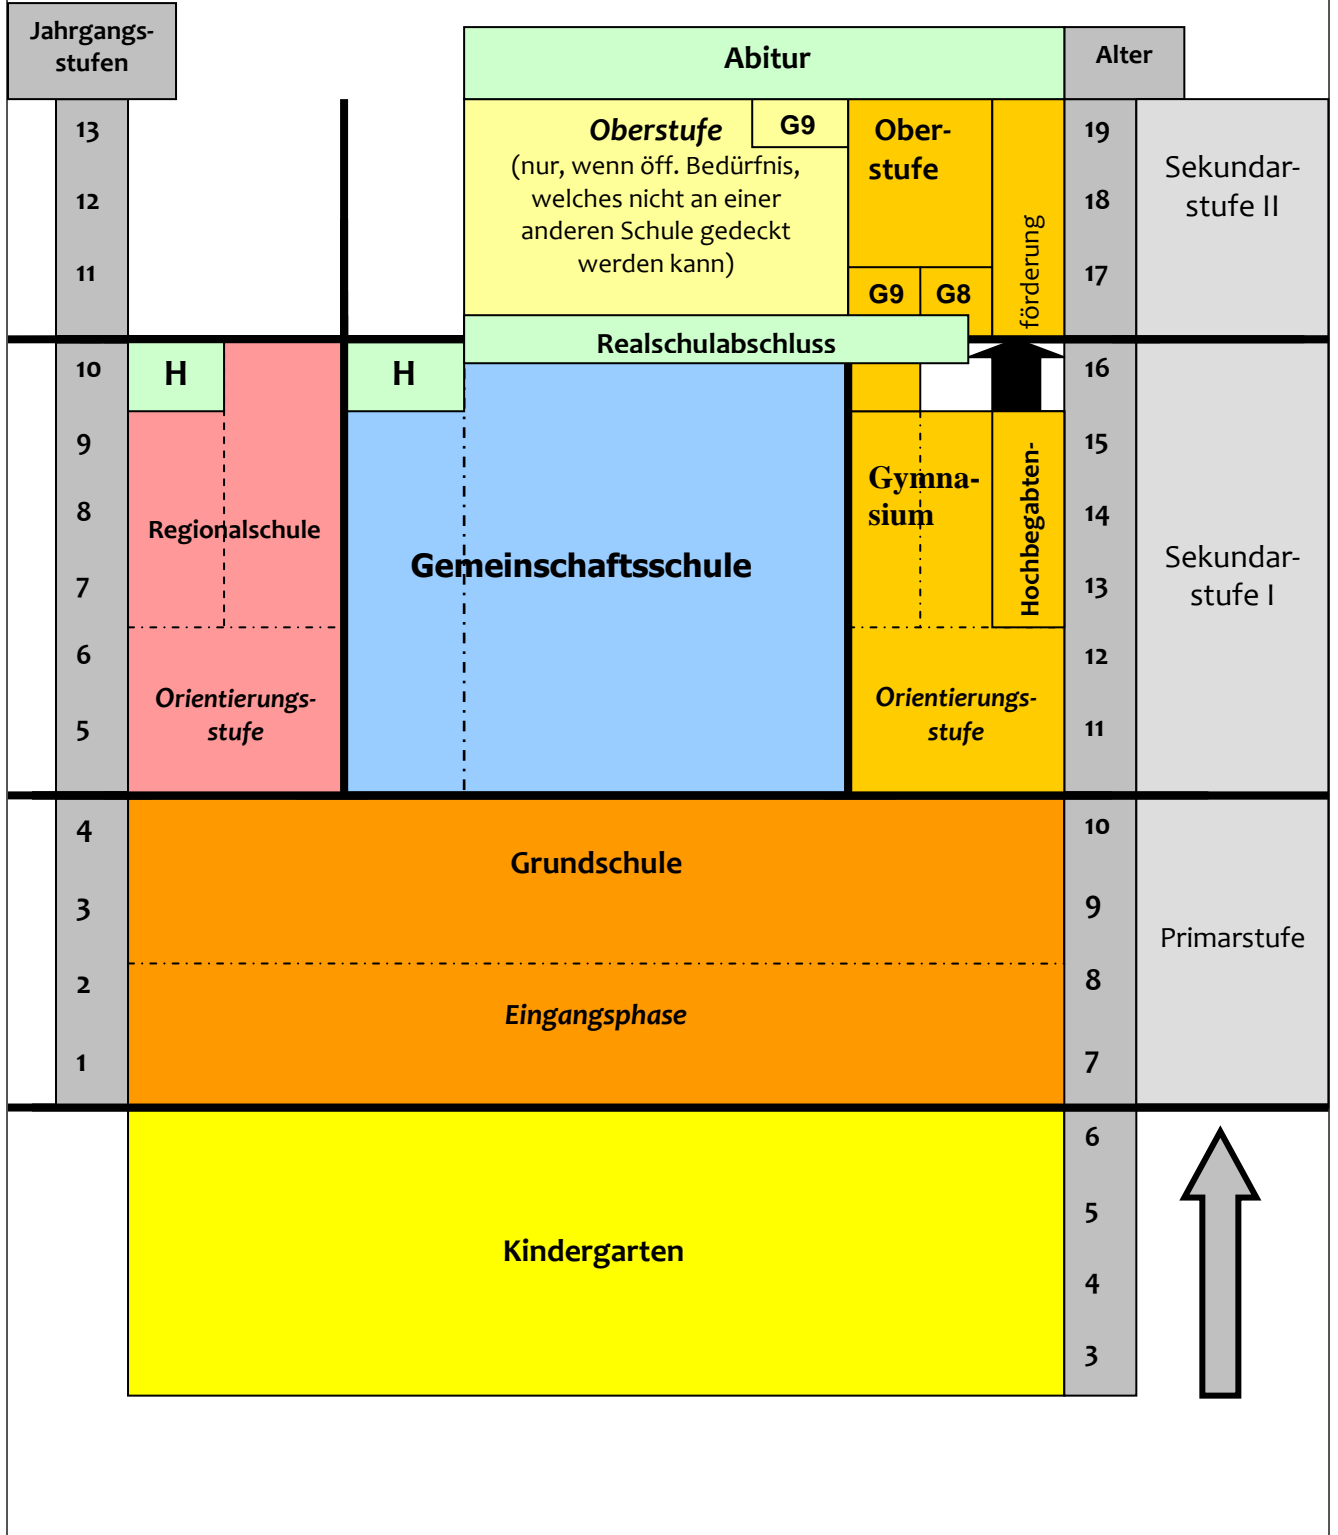 Jahrgangs-
stufen
Abitur
Alter
13
Oberstufe
G9
(nur, wenn öff. Bedürfnis,
welches nicht an einer
anderen Schule gedeckt
werden kann)
Ober-
stufe
förderung
19
Sekundar-
stufe II
12
18
11
G9
G8
17
Realschulabschluss
10
H
H
16
9
15
8
Regionalschule
Gemeinschaftsschule
Gymna-
sium
Hochbegabten-
14
Sekundar-
stufe I
7
13
6
12
Orientierungs-
stufe
Orientierungs-
stufe
5
11
4
Grundschule
10
3
9
Primarstufe
2
8
Eingangsphase
1
7
6
5
Kindergarten
4
3